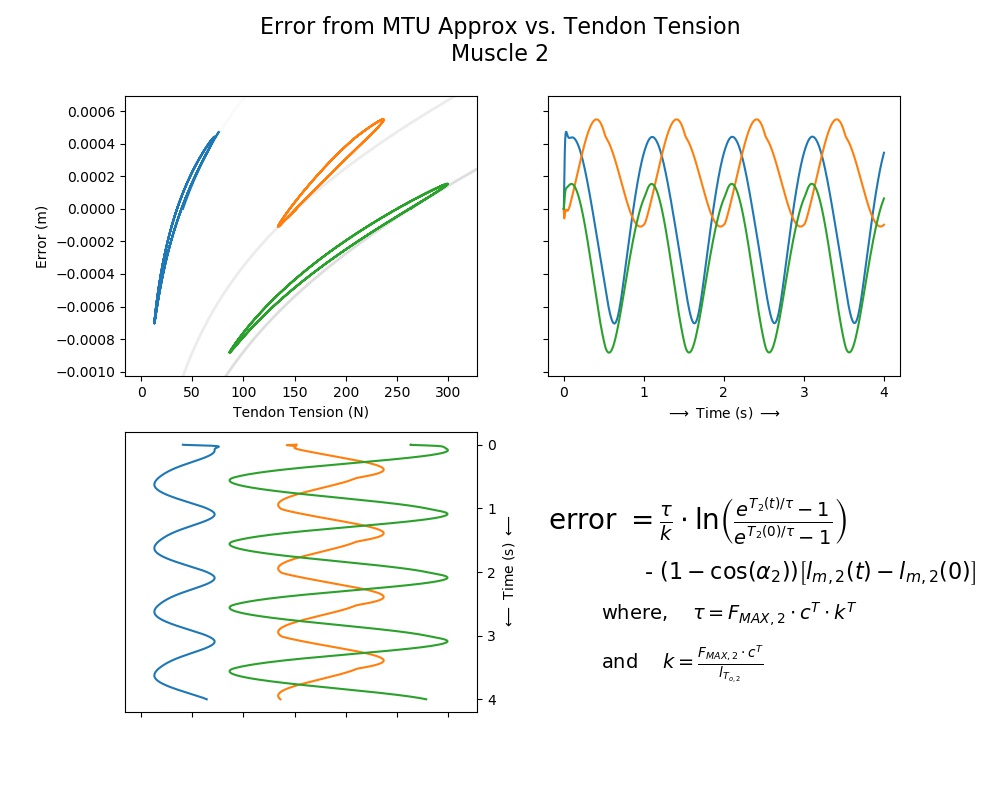 Error from MTU Approx vs. Tendon Tension
Muscle 2
0.0006
0.0004
0.0002
0.0000
−0.0002
−0.0004
−0.0006
−0.0008
−0.0010
Error (m)
0 50 100 150 200 250 300
Tendon Tension (N)
0 1 2 3 4
⟶ Time (s) ⟶
0
1
2
3
4
⟵ Time (s) ⟵
error = τ/k · ln((e^{T_2(t)/τ} − 1)/(e^{T_2(0)/τ} − 1))
- (1 − cos(α_2))[l_{m,2}(t) − l_{m,2}(0)]
where, τ = F_{MAX,2} · c^T · k^T
and k = F_{MAX,2} · c^T / l_{T_{o,2}}